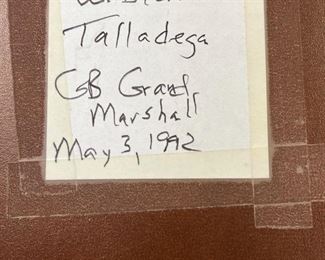 Talladega
GB Grand
Marshall
May 3, 1992